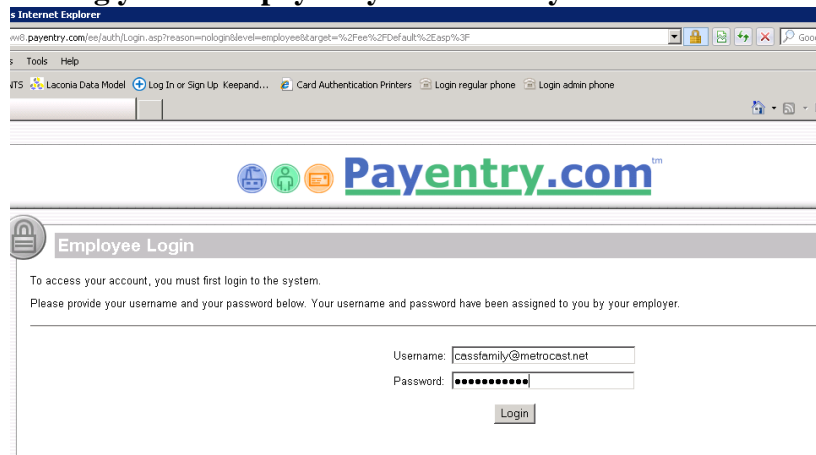 s Internet Explorer
w8.payentry.com/ee/auth/Login.asp?reason=nologin&level=employee&target=%2Fee%2FDefault%2Easp%3F
Goo
Tools Help
NTS Laconia Data Model Log In or Sign Up Keepand... Card Authentication Printers Login regular phone Login admin phone
Payentry.com tm
Employee Login
To access your account, you must first login to the system.
Please provide your username and your password below. Your username and password have been assigned to you by your employer.
Username: cassfamily@metrocast.net
Password: ●●●●●●●●●●●
Login